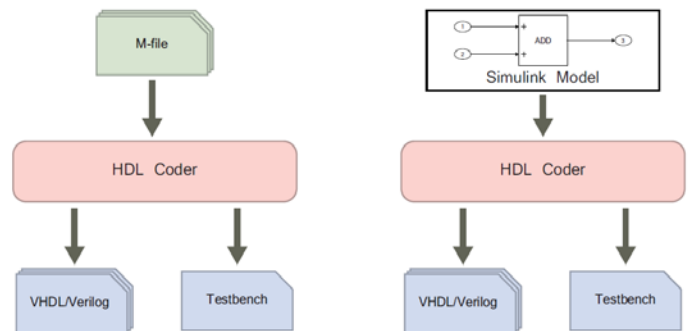 M-file
HDL Coder
VHDL/Verilog
Testbench
1
+
ADD
3
2
+
Simulink Model
HDL Coder
VHDL/Verilog
Testbench